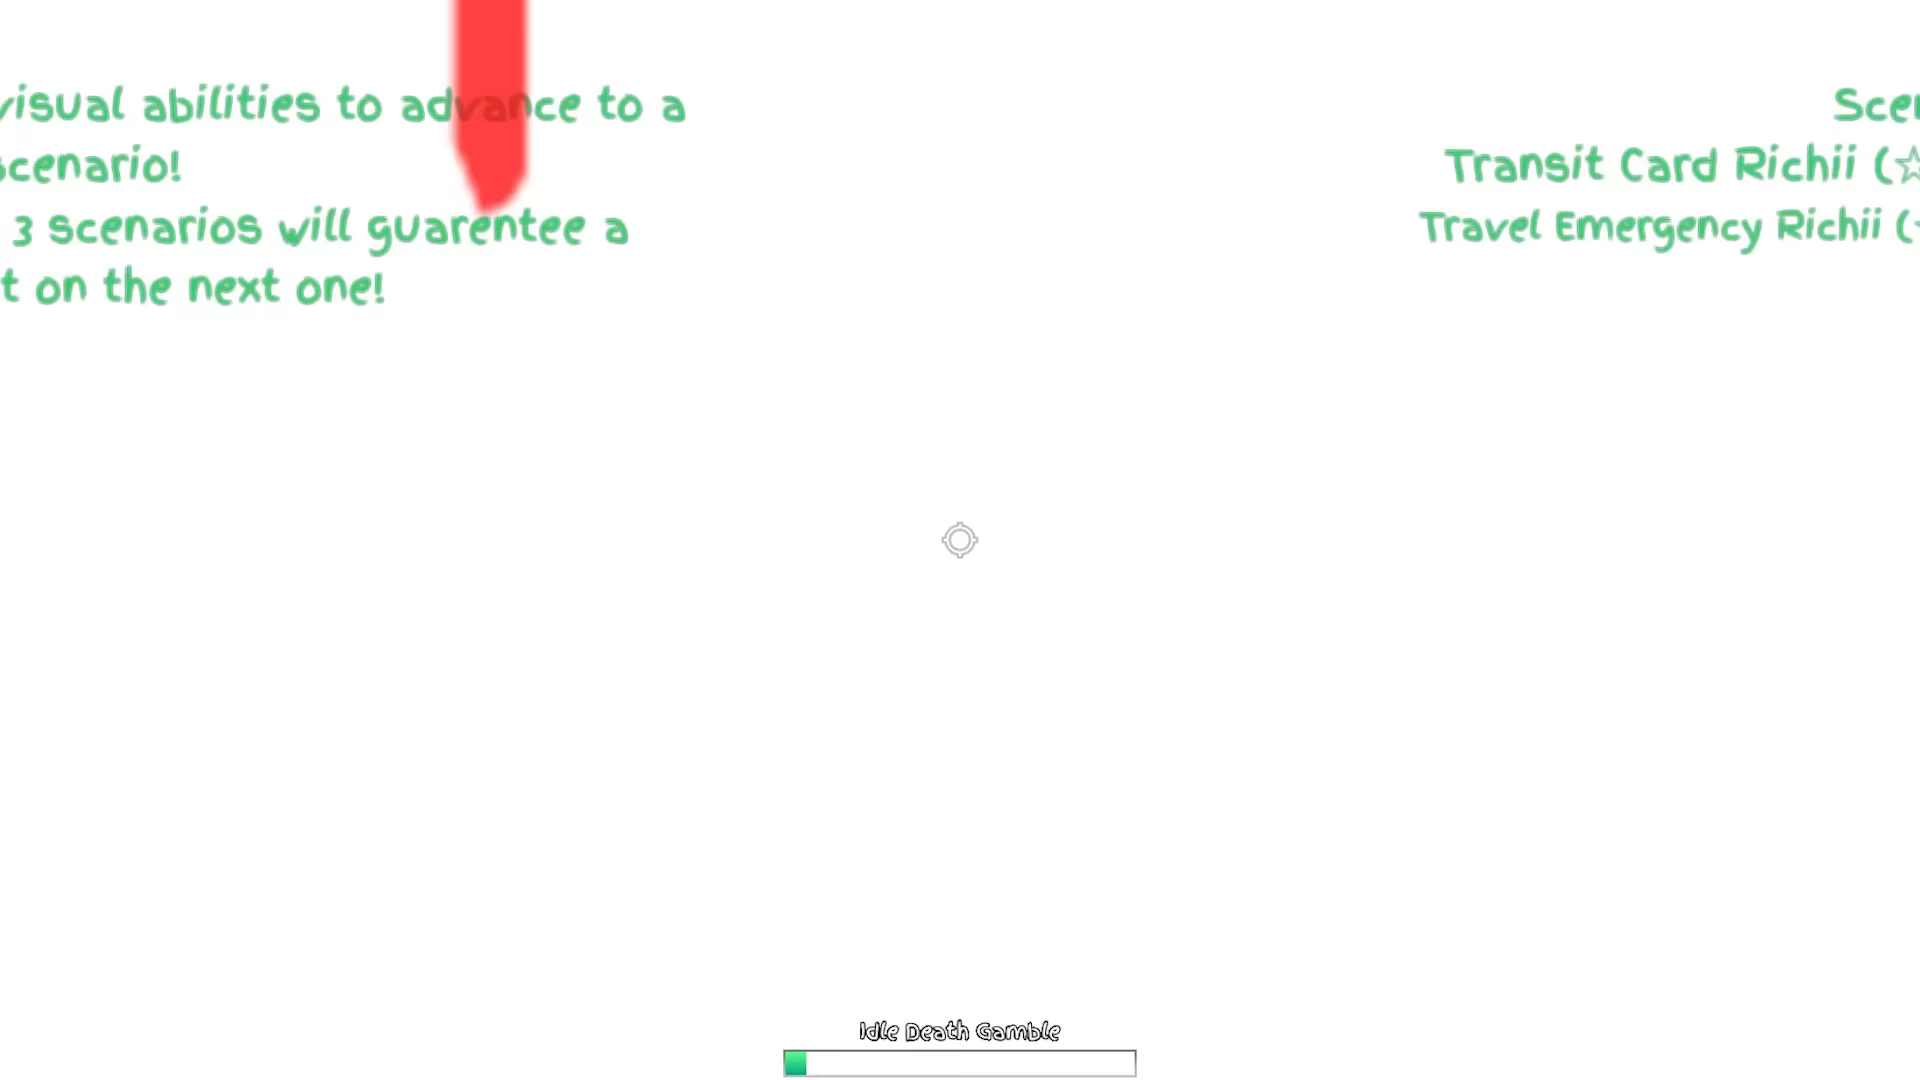 visual abilities to advance to a
scenario!
3 scenarios will guarentee a
t on the next one!
Scen
Transit Card Richii (☆
Travel Emergency Richii (
Idle Death Gamble